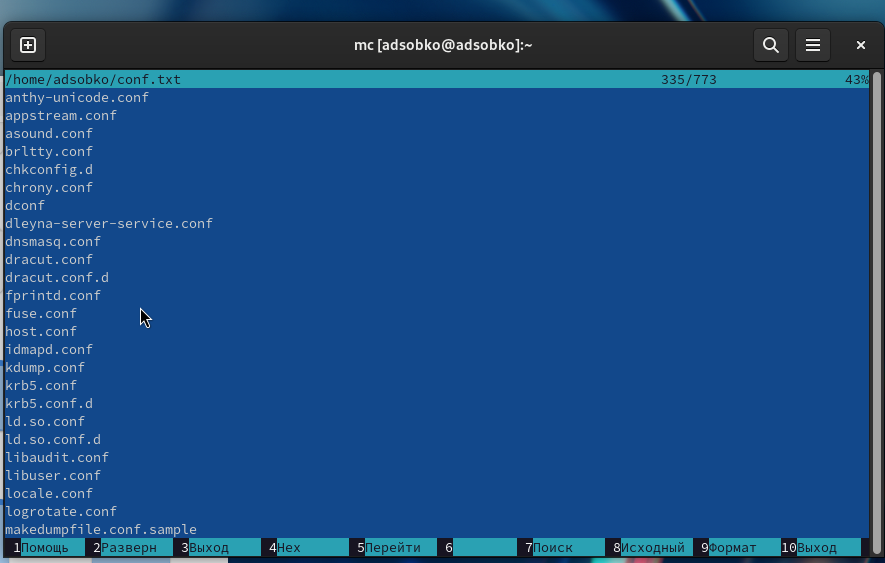 mc [adsobko@adsobko]:~
/home/adsobko/conf.txt 335/773 43%
anthy-unicode.conf
appstream.conf
asound.conf
brltty.conf
chkconfig.d
chrony.conf
dconf
dleyna-server-service.conf
dnsmasq.conf
dracut.conf
dracut.conf.d
fprintd.conf
fuse.conf
host.conf
idmapd.conf
kdump.conf
krb5.conf
krb5.conf.d
ld.so.conf
ld.so.conf.d
libaudit.conf
libuser.conf
locale.conf
logrotate.conf
makedumpfile.conf.sample
1Помощь 2Разверн 3Выход 4Hex 5Перейти 6 7Поиск 8Исходный 9Формат 10Выход